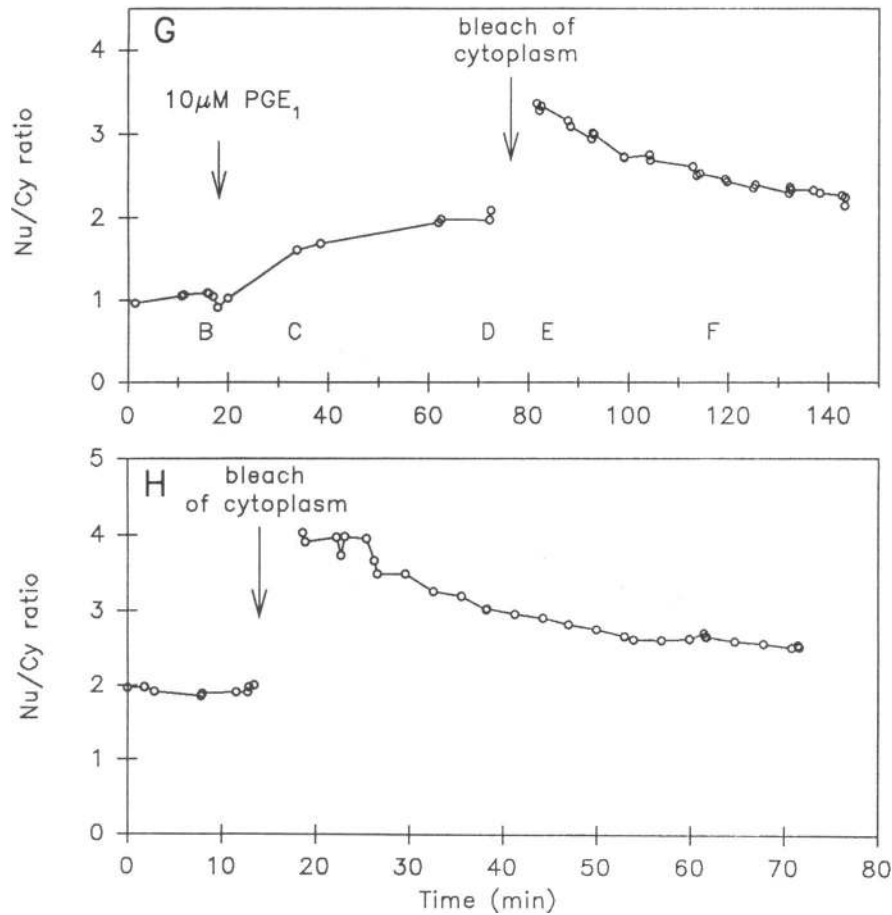 G
bleach of
cytoplasm
10μM PGE₁
Nu/Cy ratio
4
3
2
1
0
B C D E F
0 20 40 60 80 100 120 140
H
bleach
of cytoplasm
Nu/Cy ratio
5
4
3
2
1
0
0 10 20 30 40 50 60 70 80
Time (min)